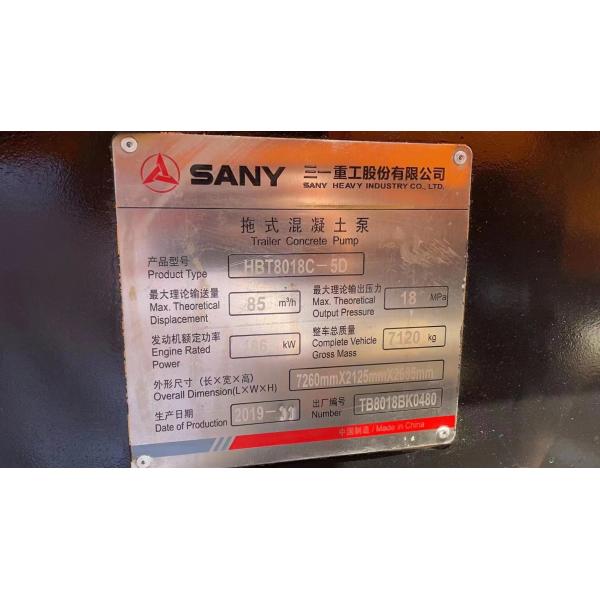 SANY 三一重工股份有限公司
SANY HEAVY INDUSTRY CO., LTD.
拖式混凝土泵
Trailer Concrete Pump
产品型号
Product Type
HBT8018C-5D
最大理论输送量
Max. Theoretical
Displacement
85 m³/h
最大理论输出压力
Max. Theoretical
Output Pressure
18 MPa
发动机额定功率
Engine Rated
Power
kW
整车总质量
Complete Vehicle
Gross Mass
7120 kg
外形尺寸 (长×宽×高)
Overall Dimension(L×W×H)
7260mmX2125mmX
生产日期
Date of Production
2019-
出厂编号
Number
TB8018BK0480
中国制造 / Made in China